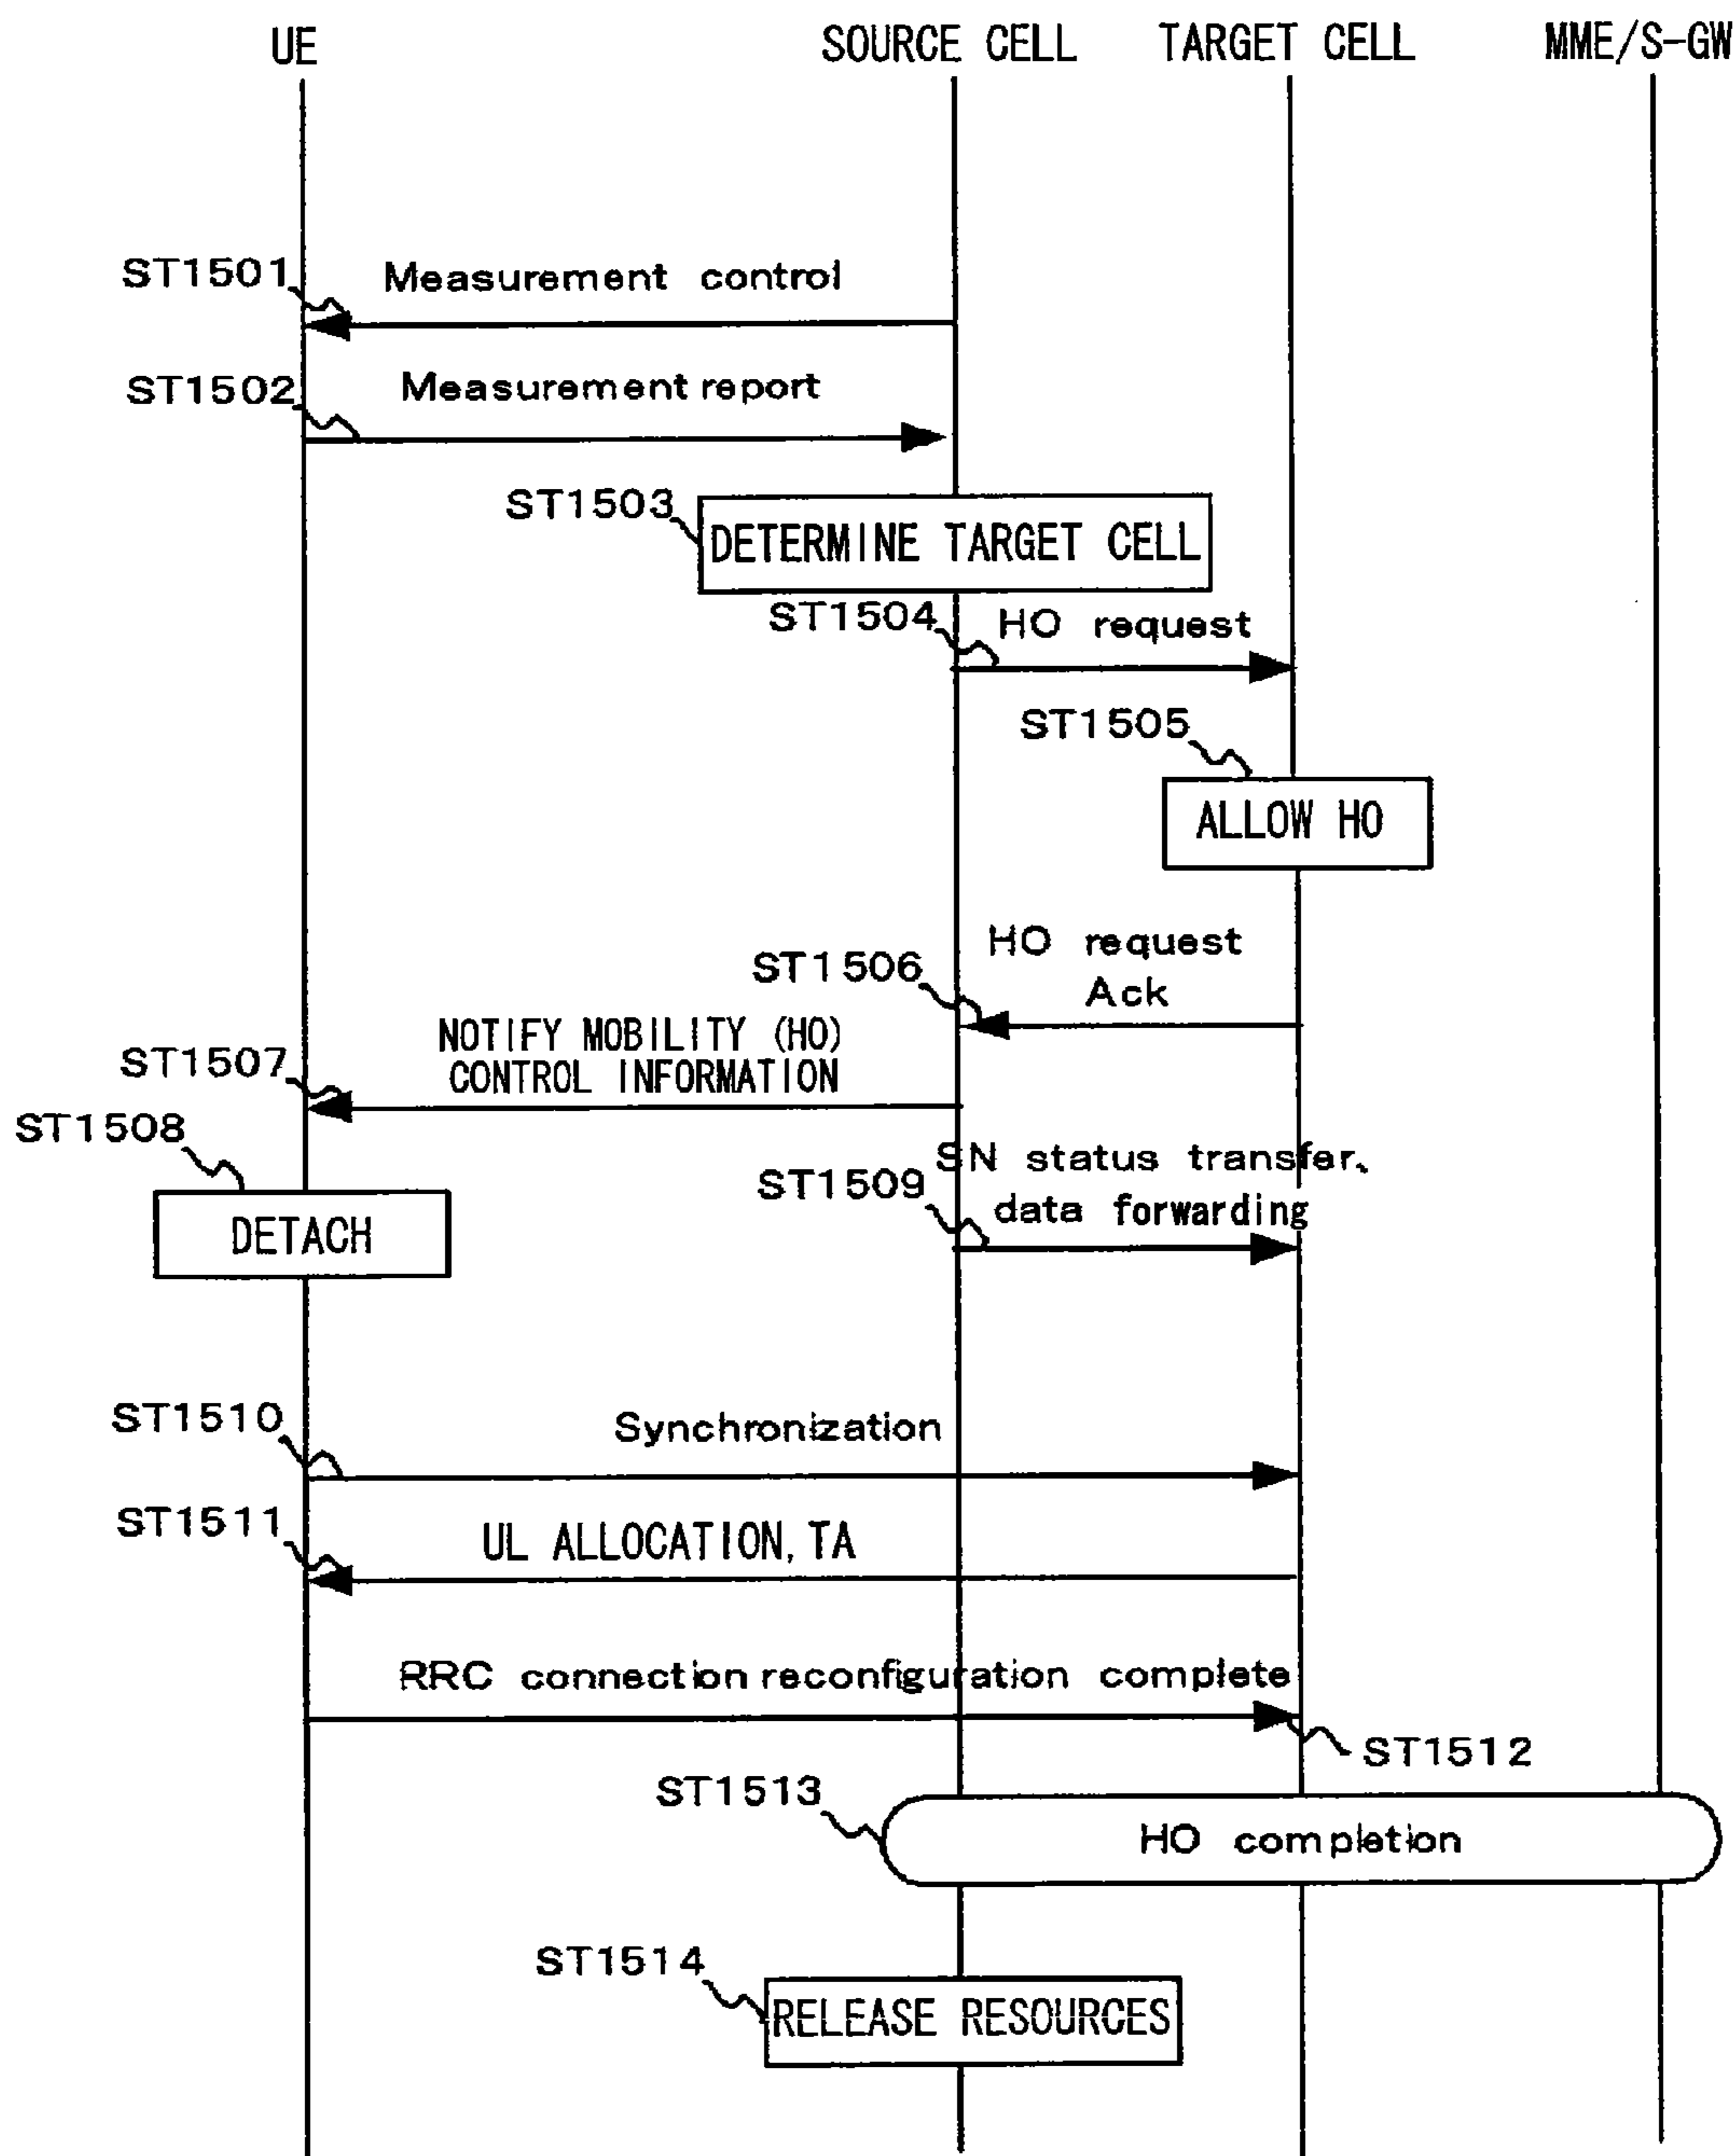 UE SOURCE CELL TARGET CELL MME/S-GW
ST1501 Measurement control
ST1502 Measurement report
ST1503 DETERMINE TARGET CELL
ST1504 HO request
ST1505
ALLOW HO
HO request
ST1506 Ack
NOTIFY MOBILITY (HO)
ST1507 CONTROL INFORMATION
ST1508
SN status transfer、
ST1509 data forwarding
DETACH
ST1510 Synchronization
ST1511 UL ALLOCATION, TA
RRC connection reconfiguration complete
ST1512
ST1513
HO completion
ST1514
RELEASE RESOURCES